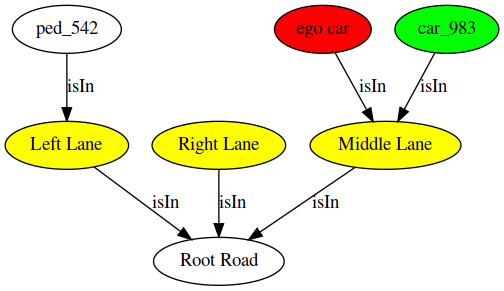 ped_542
ego car
car_983
isIn
isIn
isIn
Left Lane
Right Lane
Middle Lane
isIn
isIn
isIn
Root Road